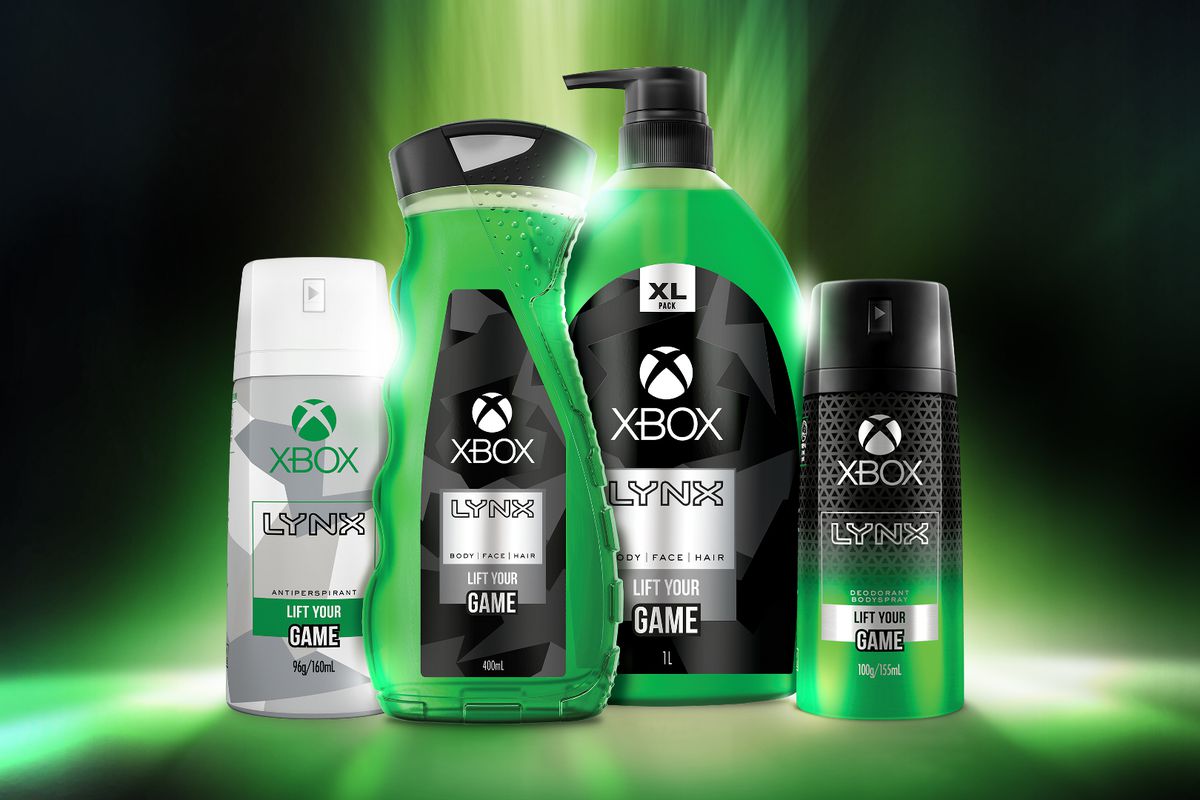 XBOX
LYNX
ANTIPERSPIRANT
LIFT YOUR
GAME
96g/160mL
XBOX
LYNX
BODY | FACE | HAIR
LIFT YOUR
GAME
400mL
XL
PACK
XBOX
LYNX
BODY | FACE | HAIR
LIFT YOUR
GAME
1L
XBOX
LYNX
DEODORANT
BODYSPRAY
LIFT YOUR
GAME
100g/155mL